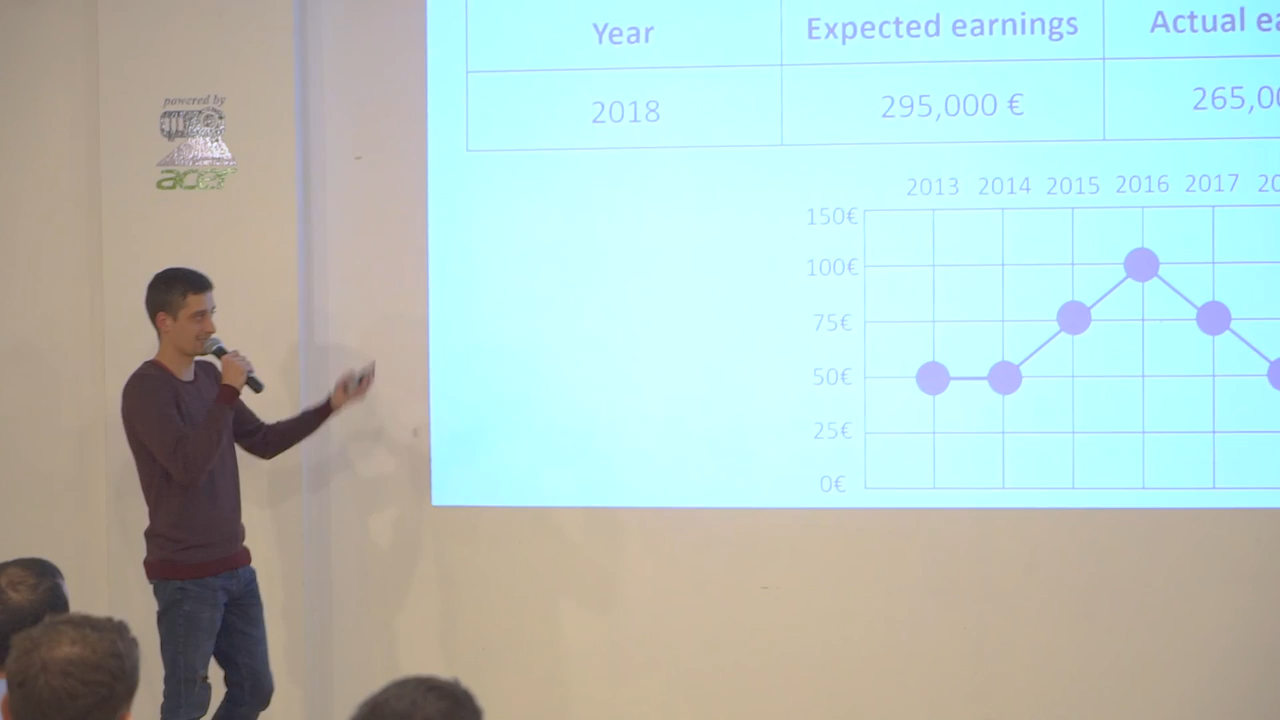 powered by
acer
Year
Expected earnings
Actual
2018
295,000 €
2013 2014 2015 2016 2017
150€
100€
75€
50€
25€
0€